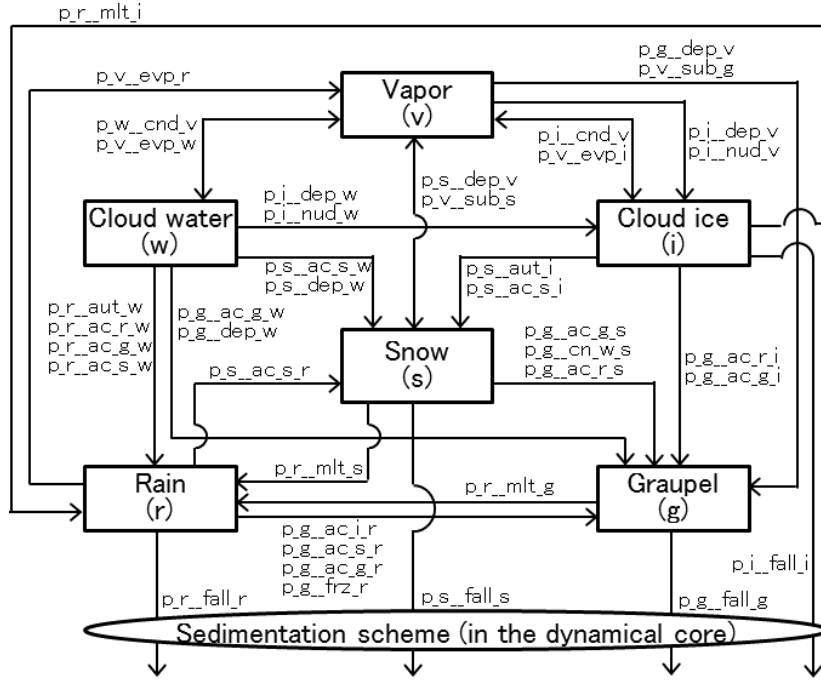 p_r__mlt_i
p_g__dep_v
p_v__sub_g
p_v__evp_r
Vapor
(v)
p_w__cnd_v
p_v__evp_w
p_i__cnd_v
p_v__evp_i
p_i__dep_v
p_i__nud_v
p_s__dep_v
p_v__sub_s
p_i__dep_w
p_i__nud_w
Cloud water
(w)
Cloud ice
(i)
p_s__ac_s_w
p_s__dep_w
p_s__aut_i
p_s__ac_s_i
p_r__aut_w
p_r__ac_r_w
p_r__ac_g_w
p_r__ac_s_w
p_g__ac_g_w
p_g__dep_w
Snow
(s)
p_g__ac_g_s
p_g__cn_w_s
p_g__ac_r_s
p_g__ac_r_i
p_g__ac_g_i
p_s__ac_s_r
p_r__mlt_s
Rain
(r)
p_r__mlt_g
Graupel
(g)
p_g__ac_i_r
p_g__ac_s_r
p_g__ac_g_r
p_g__frz_r
p_i__fall_i
p_r__fall_r
p_s__fall_s
p_g__fall_g
Sedimentation scheme (in the dynamical core)